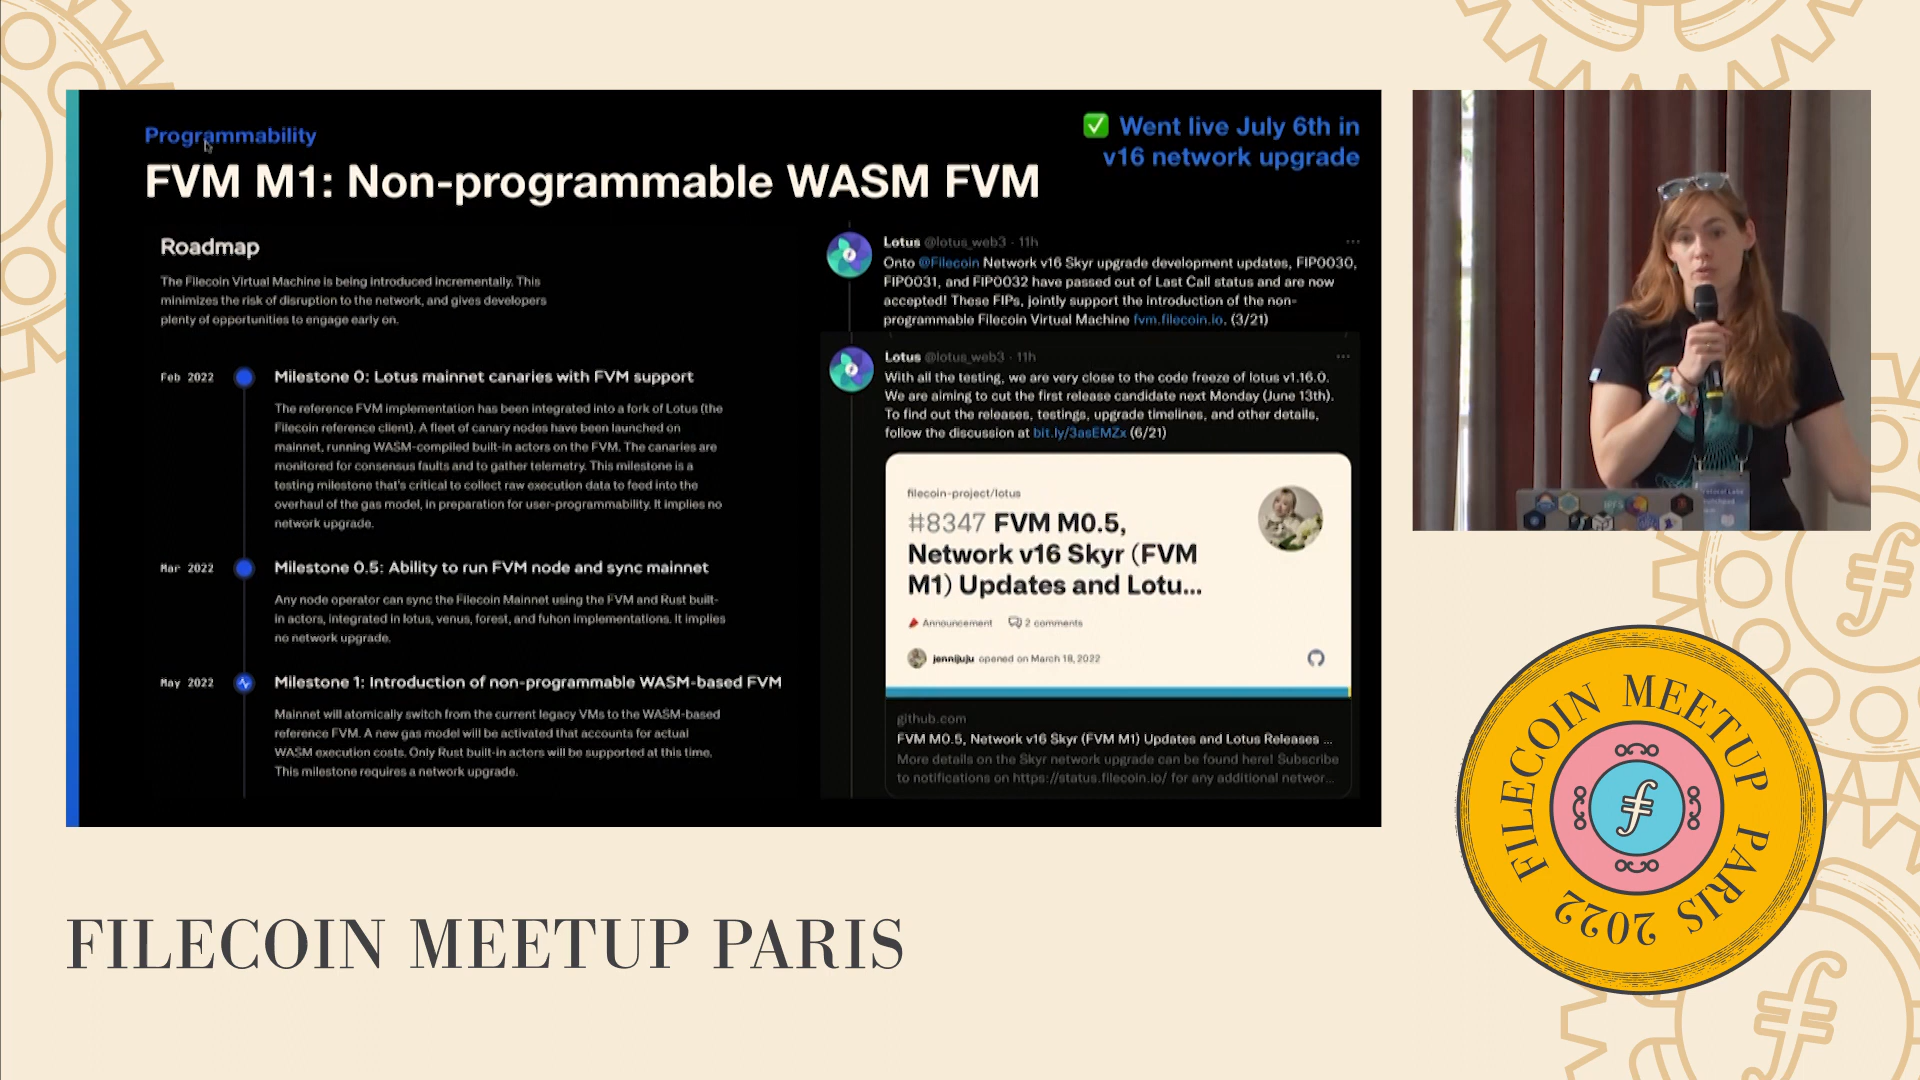 Programmability
FVM M1: Non-programmable WASM FVM
✅ Went live July 6th in
v16 network upgrade
Roadmap
The Filecoin Virtual Machine is being introduced incrementally. This
minimizes the risk of disruption to the network, and gives developers
plenty of opportunities to engage early on.
Feb 2022
Milestone 0: Lotus mainnet canaries with FVM support
The reference FVM implementation has been integrated into a fork of Lotus (the
Filecoin reference client). A fleet of canary nodes have been launched on
mainnet, running WASM-compiled built-in actors on the FVM. The canaries are
monitored for consensus faults and to gather telemetry. This milestone is a
testing milestone that's critical to collect raw execution data to feed into the
overhaul of the gas model, in preparation for user-programmability. It implies no
network upgrade.
Mar 2022
Milestone 0.5: Ability to run FVM node and sync mainnet
Any node operator can sync the Filecoin Mainnet using the FVM and Rust built-
in actors, integrated in lotus, venus, forest, and fuhon implementations. It implies
no network upgrade.
May 2022
Milestone 1: Introduction of non-programmable WASM-based FVM
Mainnet will atomically switch from the current legacy VMs to the WASM-based
reference FVM. A new gas model will be activated that accounts for actual
WASM execution costs. Only Rust built-in actors will be supported at this time.
This milestone requires a network upgrade.
Lotus @lotus_web3 · 11h
Onto @Filecoin Network v16 Skyr upgrade development updates, FIP0030,
FIP0031, and FIP0032 have passed out of Last Call status and are now
accepted! These FIPs, jointly support the introduction of the non-
programmable Filecoin Virtual Machine fvm.filecoin.io. (3/21)
Lotus @lotus_web3 · 11h
With all the testing, we are very close to the code freeze of lotus v1.16.0.
We are aiming to cut the first release candidate next Monday (June 13th).
To find out the releases, testings, upgrade timelines, and other details,
follow the discussion at bit.ly/3asEMZx (6/21)
filecoin-project/lotus
#8347 FVM M0.5,
Network v16 Skyr (FVM
M1) Updates and Lotu...
Announcement 2 comments
jennijuju opened on March 18, 2022
github.com
FVM M0.5, Network v16 Skyr (FVM M1) Updates and Lotus Releases ...
More details on the Skyr network upgrade can be found here! Subscribe
to notifications on https://status.filecoin.io/ for any additional networ...
FILECOIN MEETUP PARIS
FILECOIN MEETUP PARIS 2022